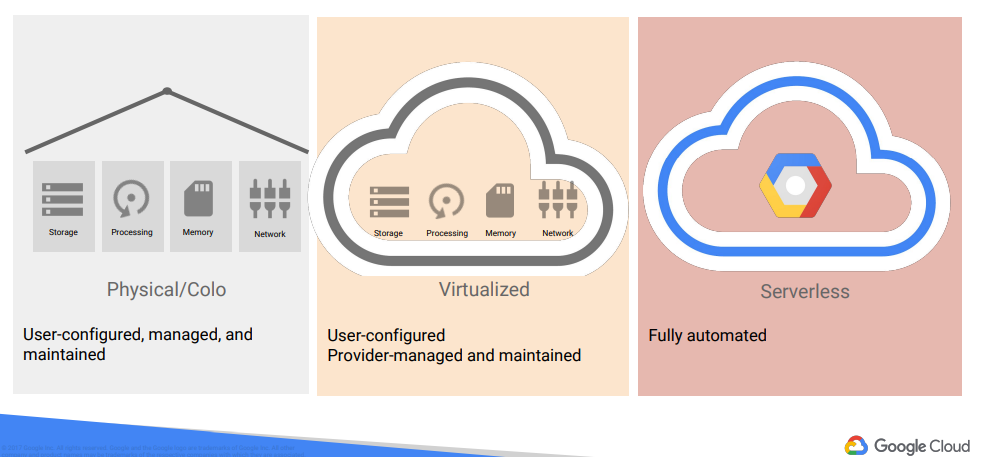 Storage
Processing
Memory
Network
Physical/Colo
User-configured, managed, and
maintained
Storage
Processing
Memory
Network
Virtualized
User-configured
Provider-managed and maintained
Serverless
Fully automated
Google Cloud